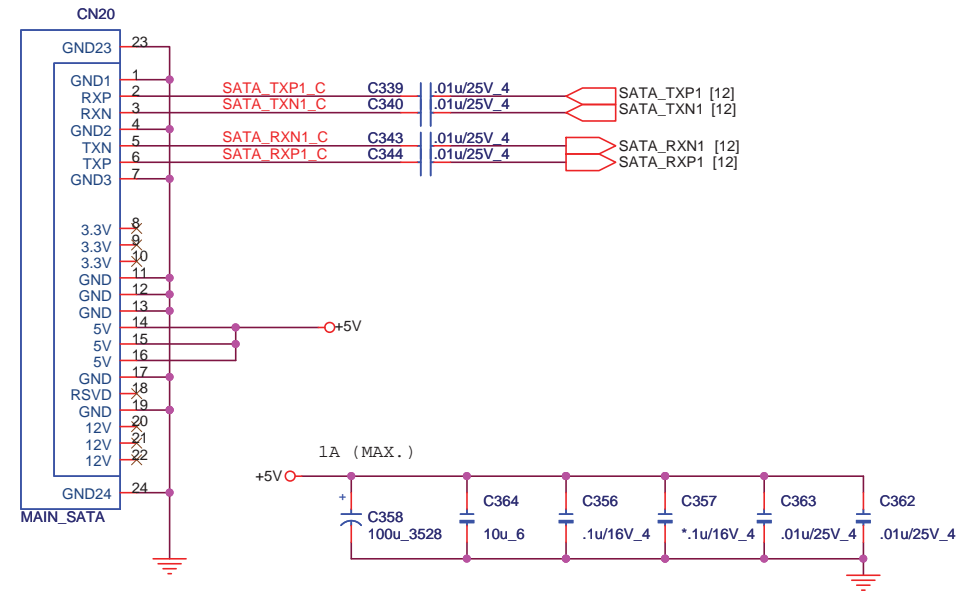 CN20
GND23 23
GND1 1
RXP 2 SATA_TXP1_C C339 .01u/25V_4 SATA_TXP1 [12]
RXN 3 SATA_TXN1_C C340 .01u/25V_4 SATA_TXN1 [12]
GND2 4
TXN 5 SATA_RXN1_C C343 .01u/25V_4 SATA_RXN1 [12]
TXP 6 SATA_RXP1_C C344 .01u/25V_4 SATA_RXP1 [12]
GND3 7
3.3V 8
3.3V 9
3.3V 10
GND 11
GND 12
GND 13
5V 14 +5V
5V 15
5V 16
GND 17
RSVD 18
GND 19
12V 20
12V 21
12V 22
GND24 24
MAIN_SATA
1A (MAX.)
+5V
+
C358
100u_3528
C364
10u_6
C356
.1u/16V_4
C357
*.1u/16V_4
C363
.01u/25V_4
C362
.01u/25V_4